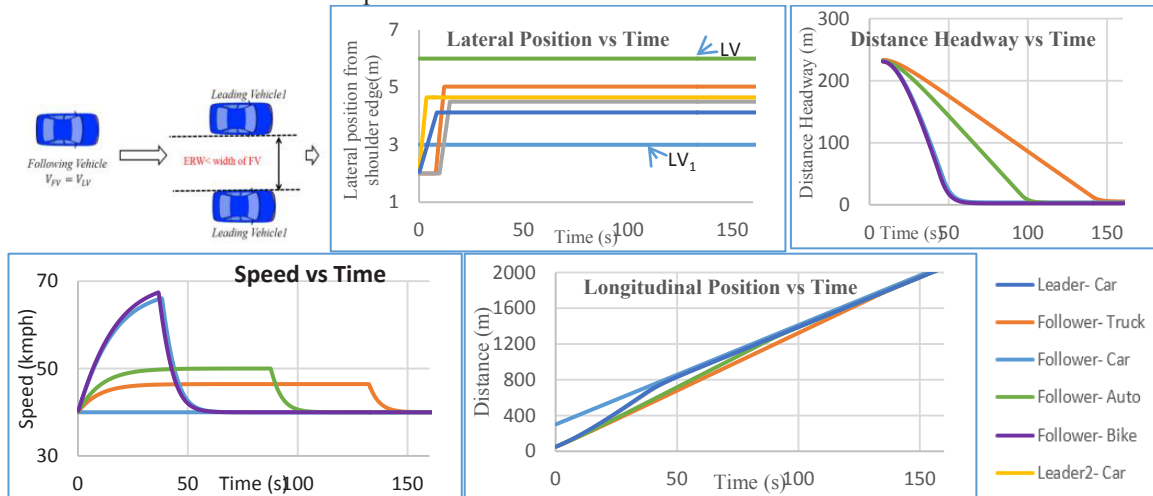 Leading Vehicle1
Following Vehicle
V_FV = V_LV
ERW< width of FV
Leading Vehicle1
Lateral Position vs Time
Lateral position from
shoulder edge(m)
7
5
3
1
LV
LV1
0
50
100
150
Time (s)
Distance Headway vs Time
Distance Headway (m)
300
200
100
0
0
50
100
150
Time (s)
Speed vs Time
Speed (kmph)
70
50
30
0
50
100
150
Time (s)
Longitudinal Position vs Time
Distance (m)
2000
1600
1200
800
400
0
0
50
100
150
Time (s)
Leader- Car
Follower- Truck
Follower- Car
Follower- Auto
Follower- Bike
Leader2- Car